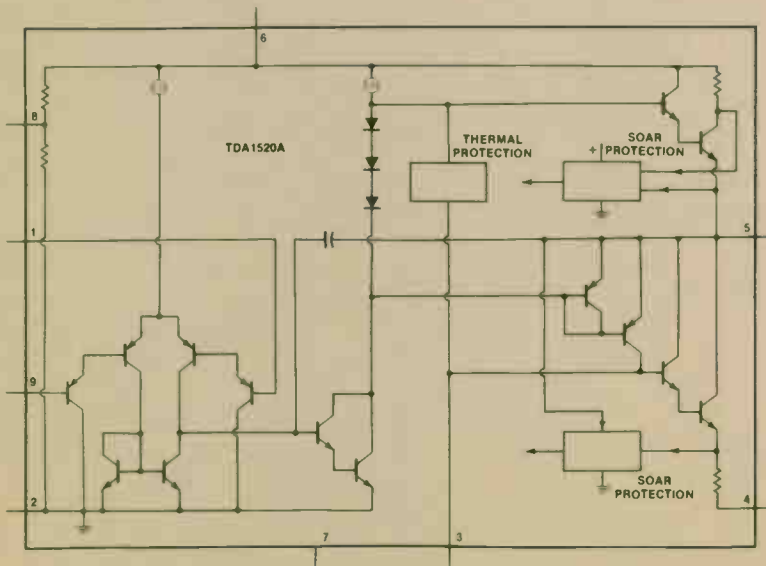 6
8
TDA1520A
THERMAL
PROTECTION
+
SOAR
PROTECTION
1
5
9
2
SOAR
PROTECTION
4
7
3